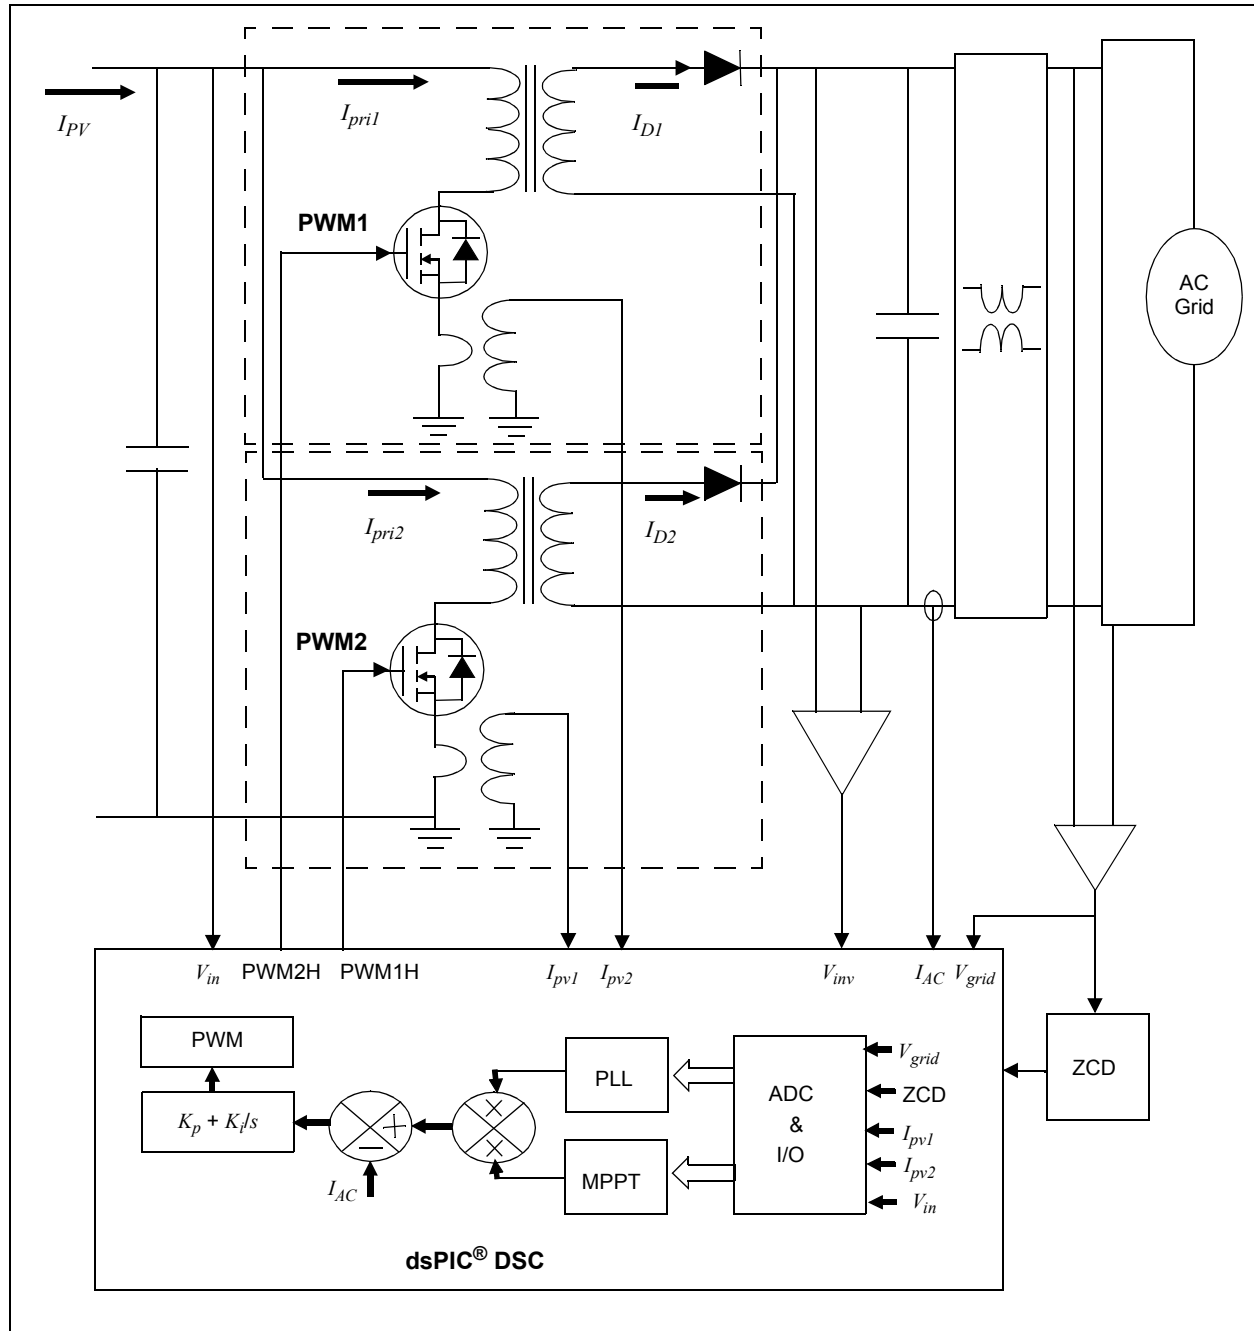 I_PV
I_pri1
I_D1
PWM1
AC
Grid
I_pri2
I_D2
PWM2
V_in
PWM2H
PWM1H
I_pv1
I_pv2
V_inv
I_AC
V_grid
PWM
PLL
ADC
&
I/O
V_grid
ZCD
I_pv1
I_pv2
V_in
ZCD
K_p + K_i/s
MPPT
I_AC
dsPIC® DSC